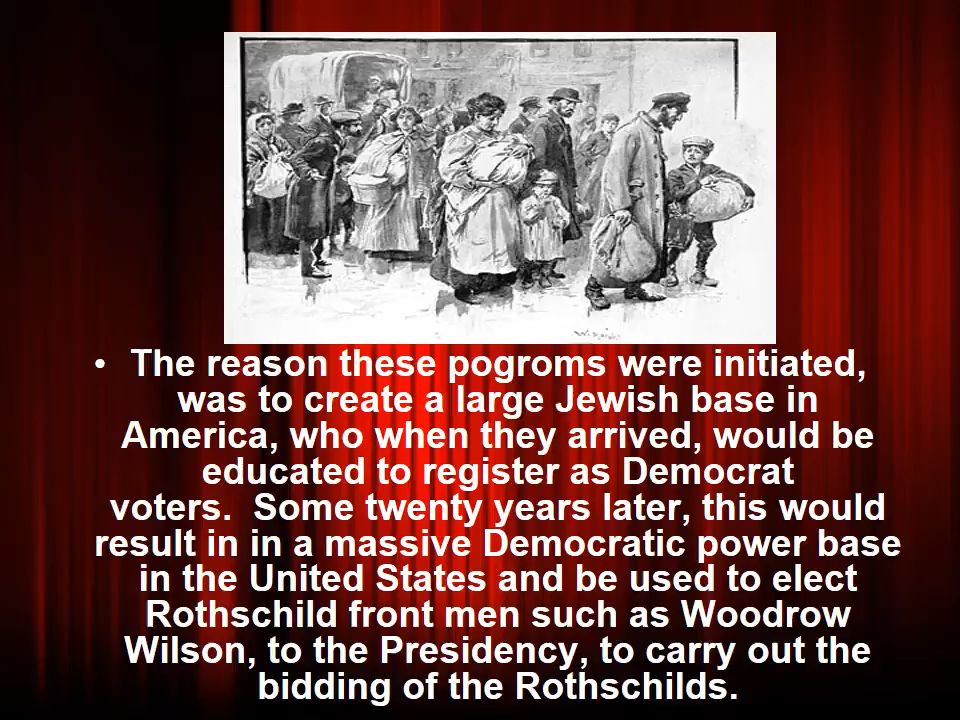 • The reason these pogroms were initiated,
was to create a large Jewish base in
America, who when they arrived, would be
educated to register as Democrat
voters.  Some twenty years later, this would
result in in a massive Democratic power base
in the United States and be used to elect
Rothschild front men such as Woodrow
Wilson, to the Presidency, to carry out the
bidding of the Rothschilds.